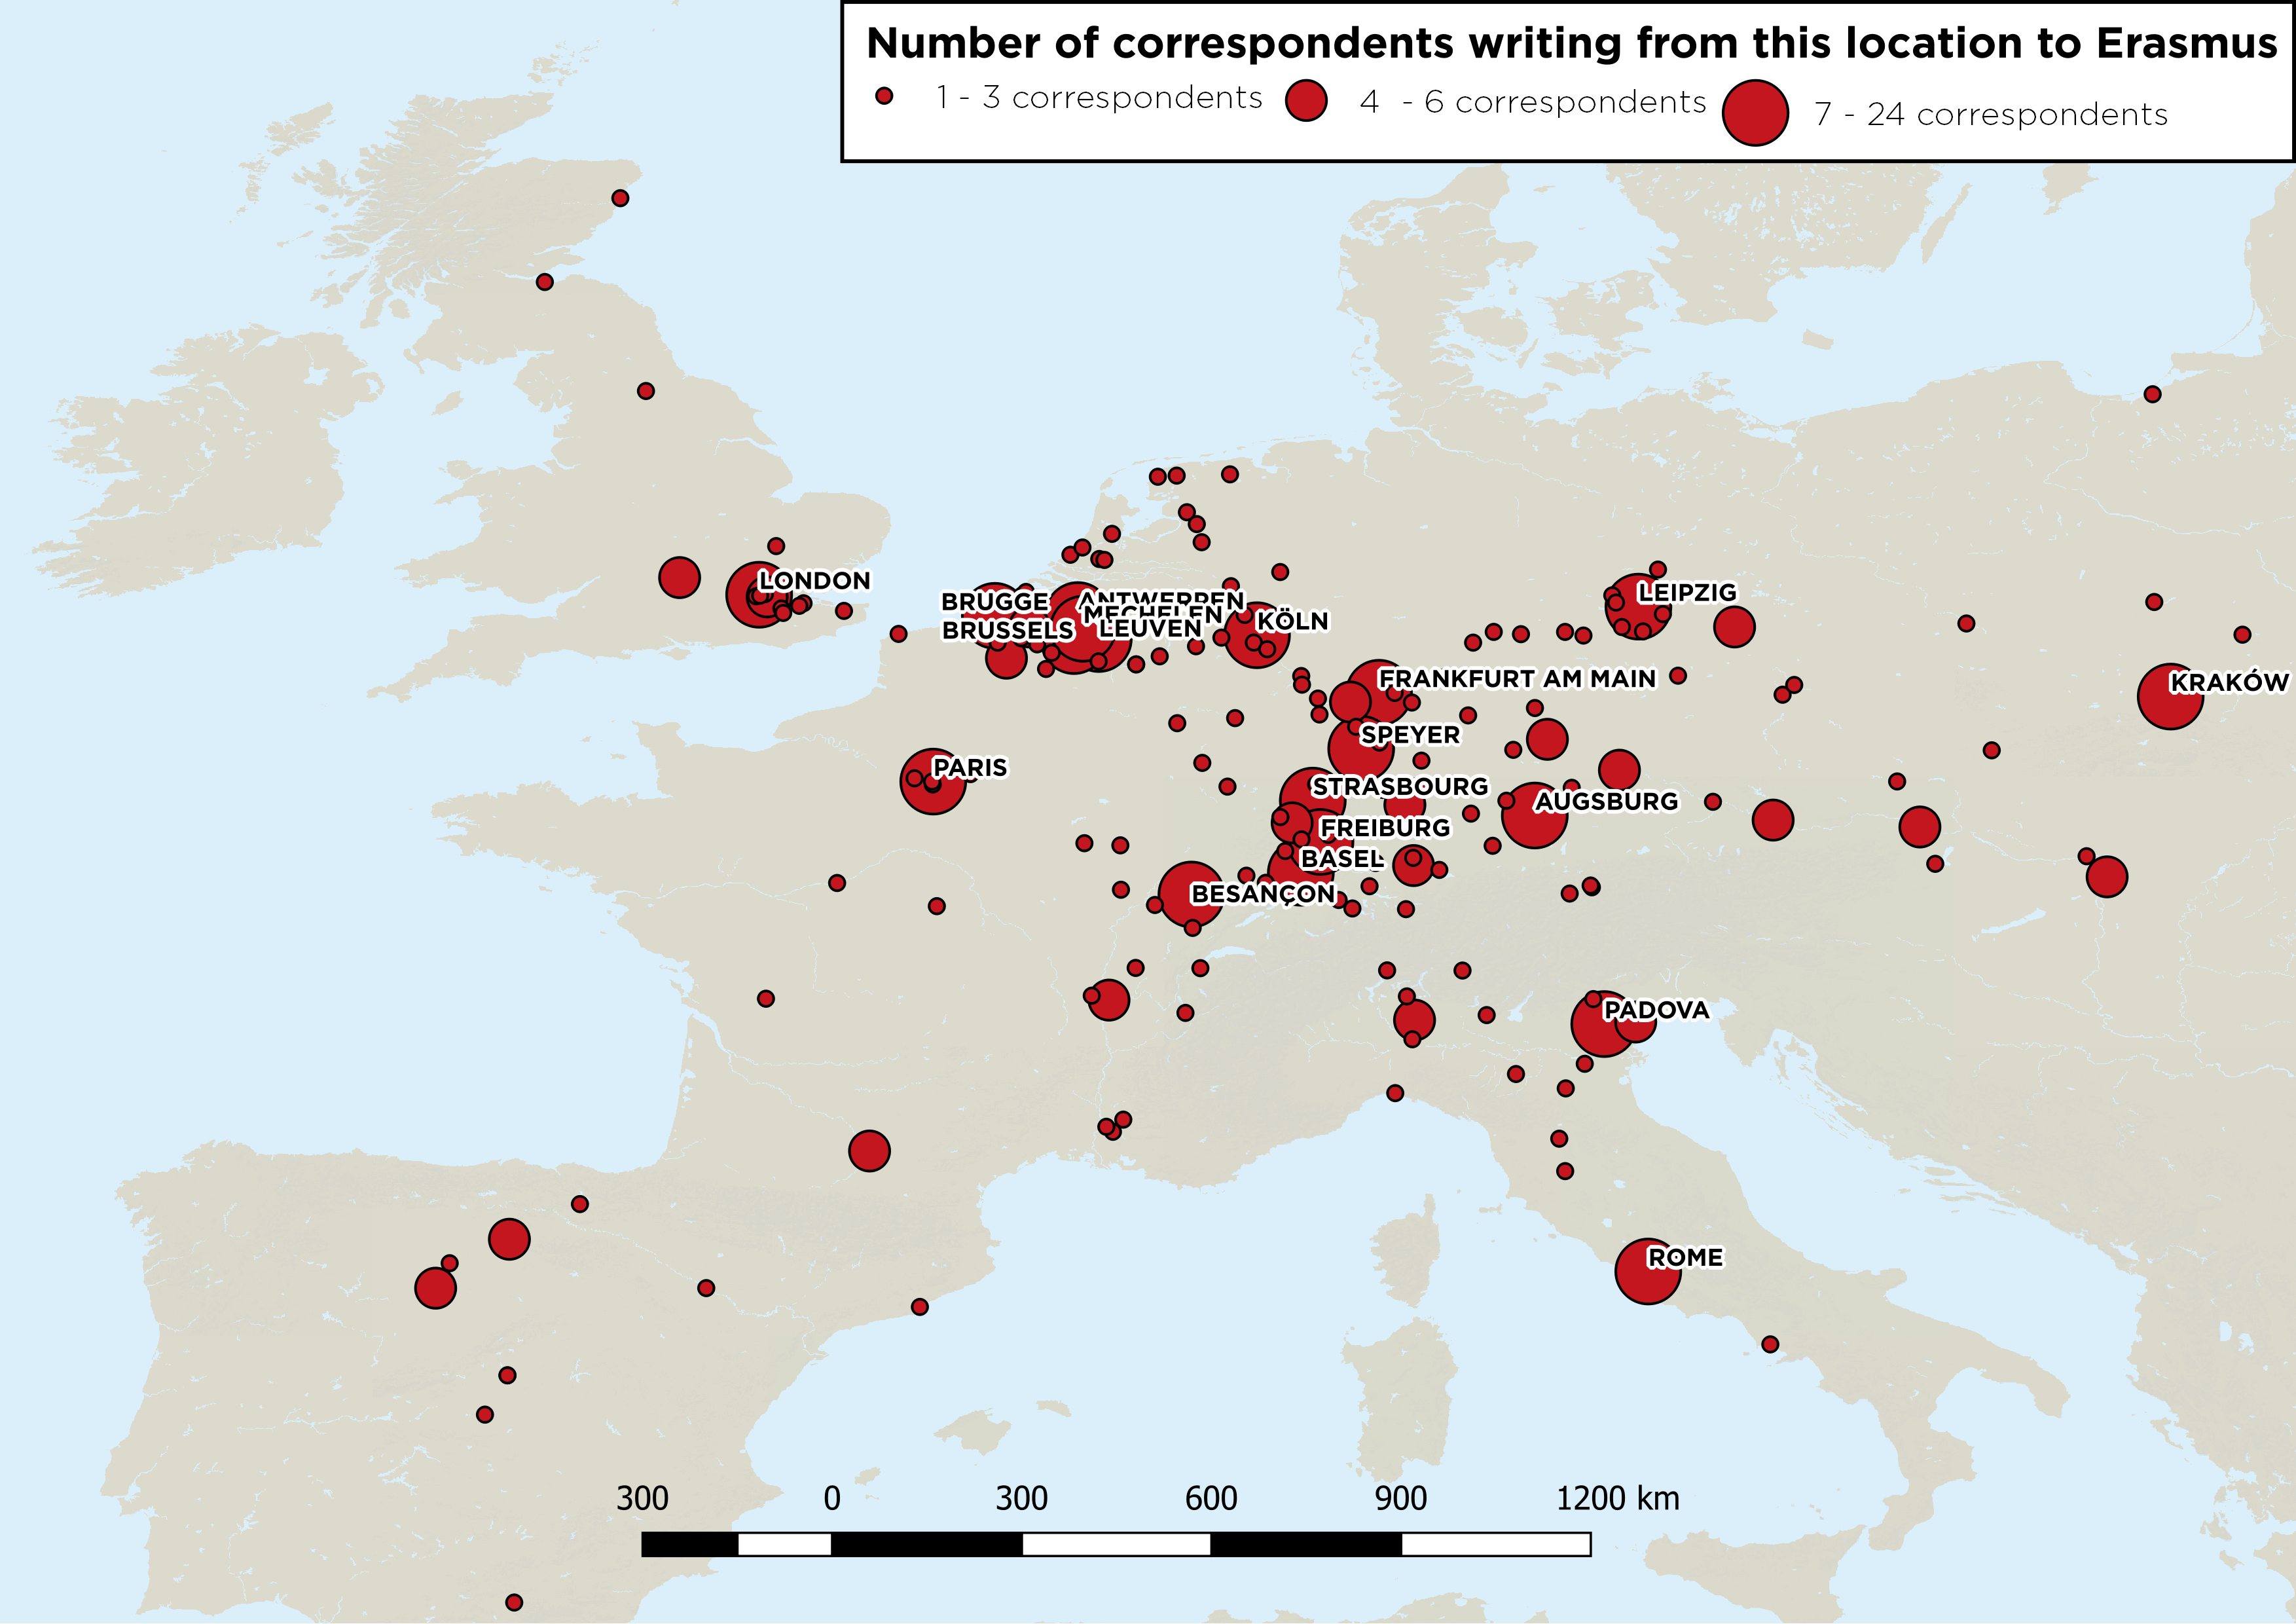 Number of correspondents writing from this location to Erasmus
1 - 3 correspondents
4 - 6 correspondents
7 - 24 correspondents
LONDON
BRUGGE
ANTWERPEN
MECHELEN
BRUSSELS
LEUVEN
KÖLN
LEIPZIG
FRANKFURT AM MAIN
KRAKÓW
SPEYER
PARIS
STRASBOURG
AUGSBURG
FREIBURG
BASEL
BESANÇON
PADOVA
ROME
300 0 300 600 900 1200 km